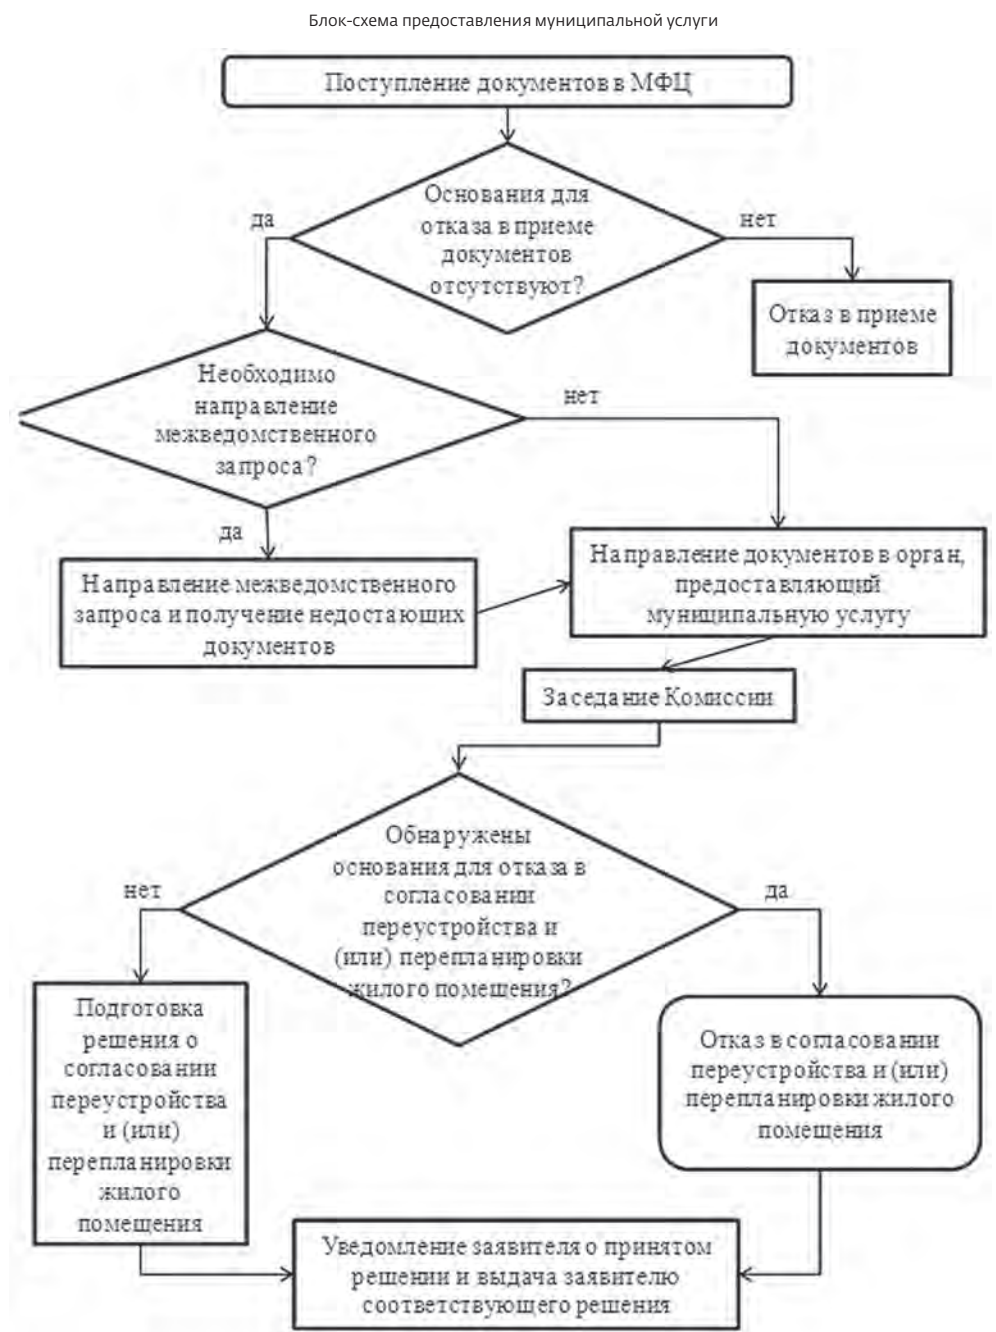 Блок-схема предоставления муниципальной услуги
Поступление документов в МФЦ
Основания для
отказа в приеме
документов
отсутствуют?
да
нет
Отказ в приеме
документов
Необходимо
направление
межведомственного
запроса?
нет
да
Направление межведомственного
запроса и получение недостающих
документов
Направление документов в орган,
предоставляющий
муниципальную услугу
Заседание Комиссии
Обнаружены
основания для отказа в
согласовании
переустройства и
(или) перепланировки
жилого помещения?
нет
да
Подготовка
решения о
согласовании
переустройства
и (или)
перепланировки
жилого
помещения
Отказ в согласовании
переустройства и (или)
перепланировки жилого
помещения
Уведомление заявителя о принятом
решении и выдача заявителю
соответствующего решения